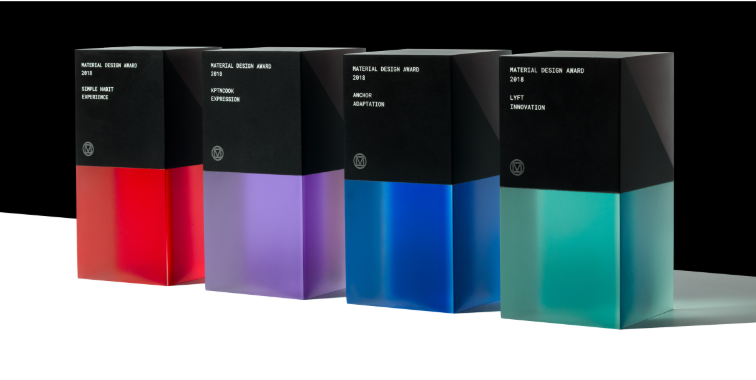 MATERIAL DESIGN AWARD
2018
SIMPLE HABIT
EXPERIENCE
MATERIAL DESIGN AWARD
2018
KPTNCOOK
EXPRESSION
MATERIAL DESIGN AWARD
2018
ANCHOR
ADAPTATION
MATERIAL DESIGN AWARD
2018
LYFT
INNOVATION